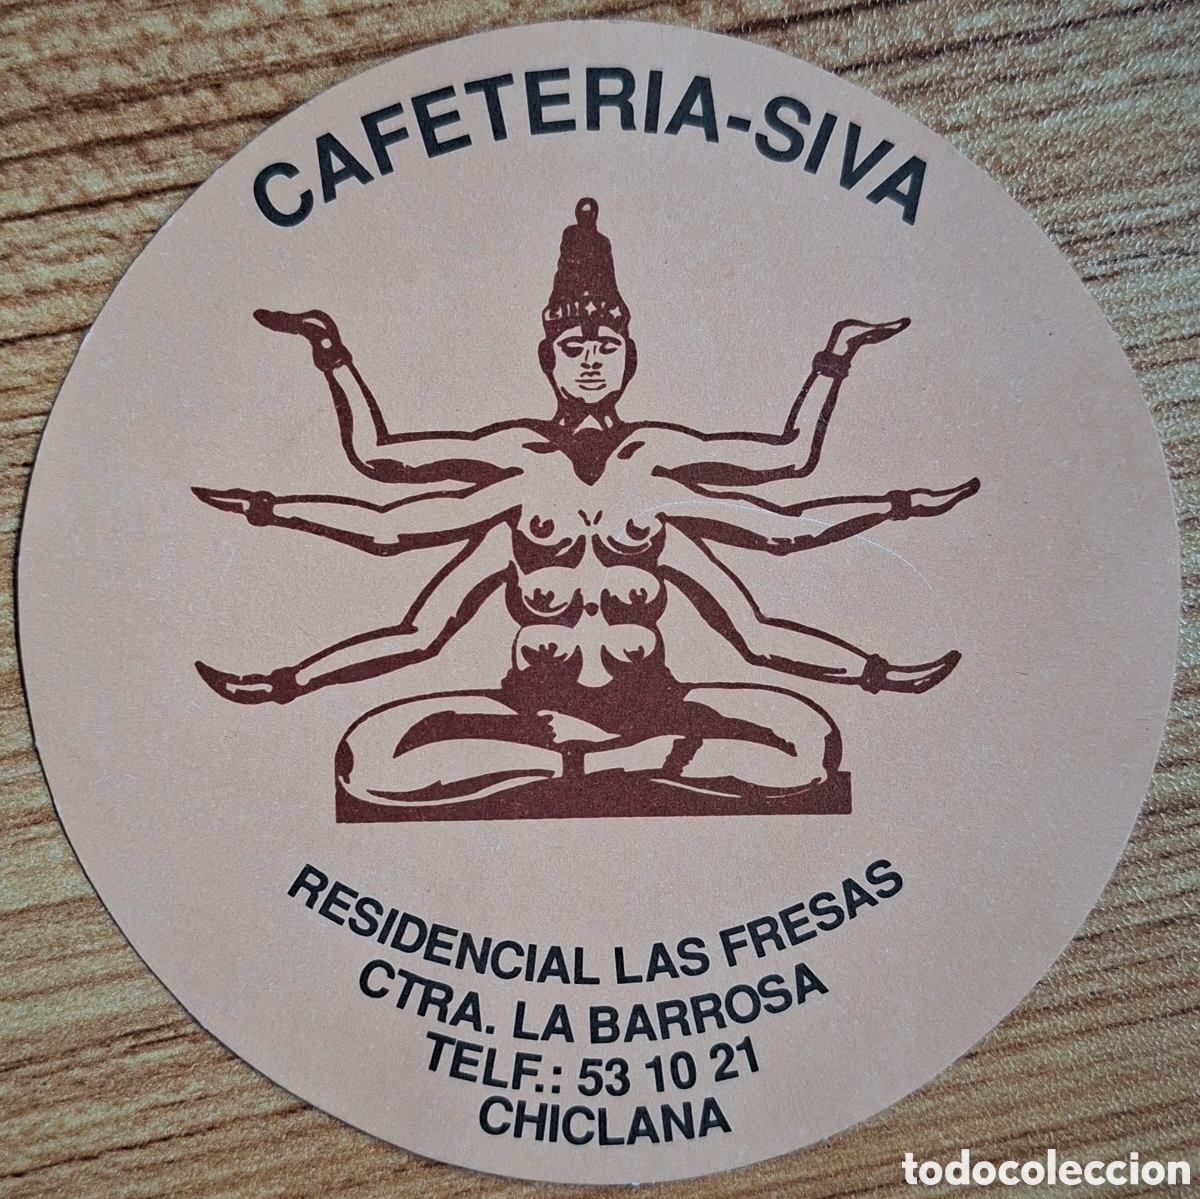 CAFETERIA-SIVA
RESIDENCIAL LAS FRESAS
CTRA. LA BARROSA
TELF.: 53 10 21
CHICLANA
todocoleccion